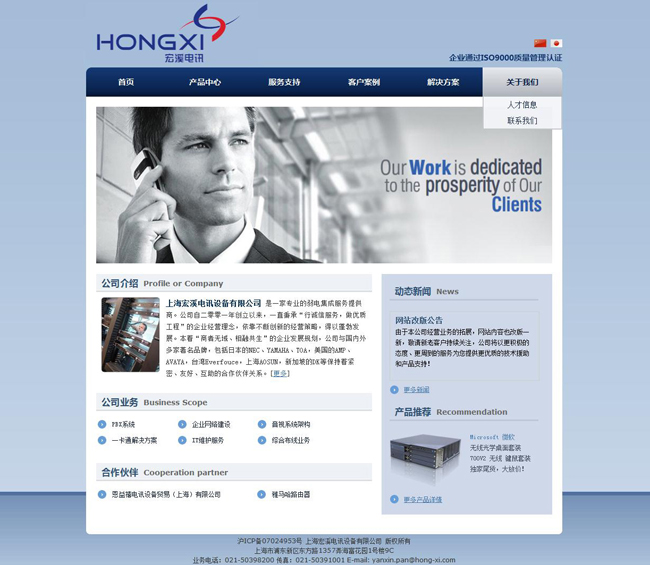 HONGXI
宏溪电讯
企业通过ISO9000质量管理认证
首页 产品中心 服务支持 客户案例 解决方案 关于我们
人才信息
联系我们
Our Work is dedicated
to the prosperity of Our
Clients
公司介绍 Profile or Company
上海宏溪电讯设备有限公司 是一家专业的弱电集成服务提供
商。公司自二零零一年创立以来，一直秉承“行诚信服务，做优质
工程”的企业经营理念，依靠不断创新的经营策略，得以蓬勃发
展。本着“商者无域、相融共生”的企业发展规划，公司与国内外
多家著名品牌，包括日本的NEC、YAMAHA、TOA，美国的AMP、
AVAYA，台湾Everfouce，上海AOSUN，新加坡的DK等保持着紧
密、友好、互助的合作伙伴关系。[更多]
公司业务 Business Scope
PBX系统 企业网络建设 音视系统架构
一卡通解决方案 IT维护服务 综合布线业务
合作伙伴 Cooperation partner
恩益禧电讯设备贸易（上海）有限公司 雅马哈路由器
动态新闻 News
网站改版公告
由于本公司经营业务的拓展，网站内容也改版一
新，敬请新老客户持续关注，公司将以更积极的
态度、更周到的服务为您提供更优质的技术援助
和产品支持！
更多新闻
产品推荐 Recommendation
Microsoft 微软
无线光学桌面套装
700V2 无线 键鼠套装
独家尾货，大放价！
更多产品详情
沪ICP备07024953号 上海宏溪电讯设备有限公司 版权所有
上海市浦东新区东方路1357弄海富花园1号楼9C
业务电话：021-50398200 传真：021-50391001 E-mail: yanxin.pan@hong-xi.com